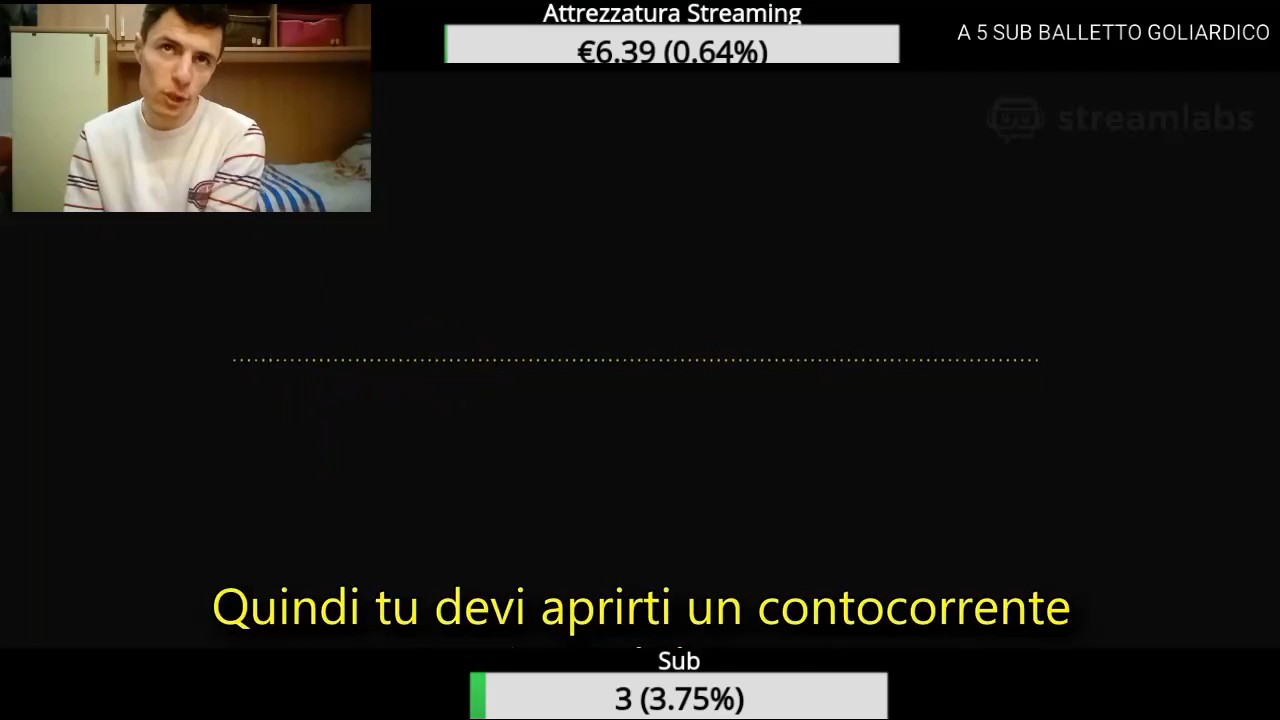 Attrezzatura Streaming
€6.39 (0.64%)
A 5 SUB BALLETTO GOLIARDICO
streamlabs
Quindi tu devi aprirti un contocorrente
Sub
3 (3.75%)